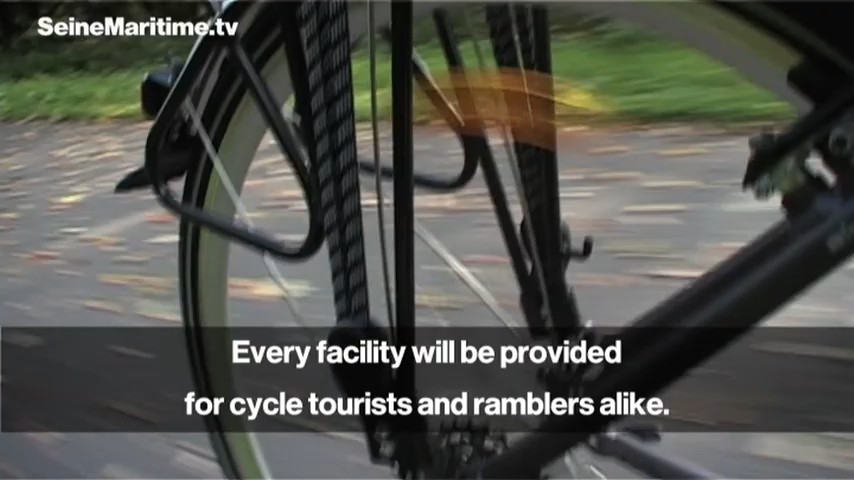 SeineMaritime.tv
Every facility will be provided
for cycle tourists and ramblers alike.